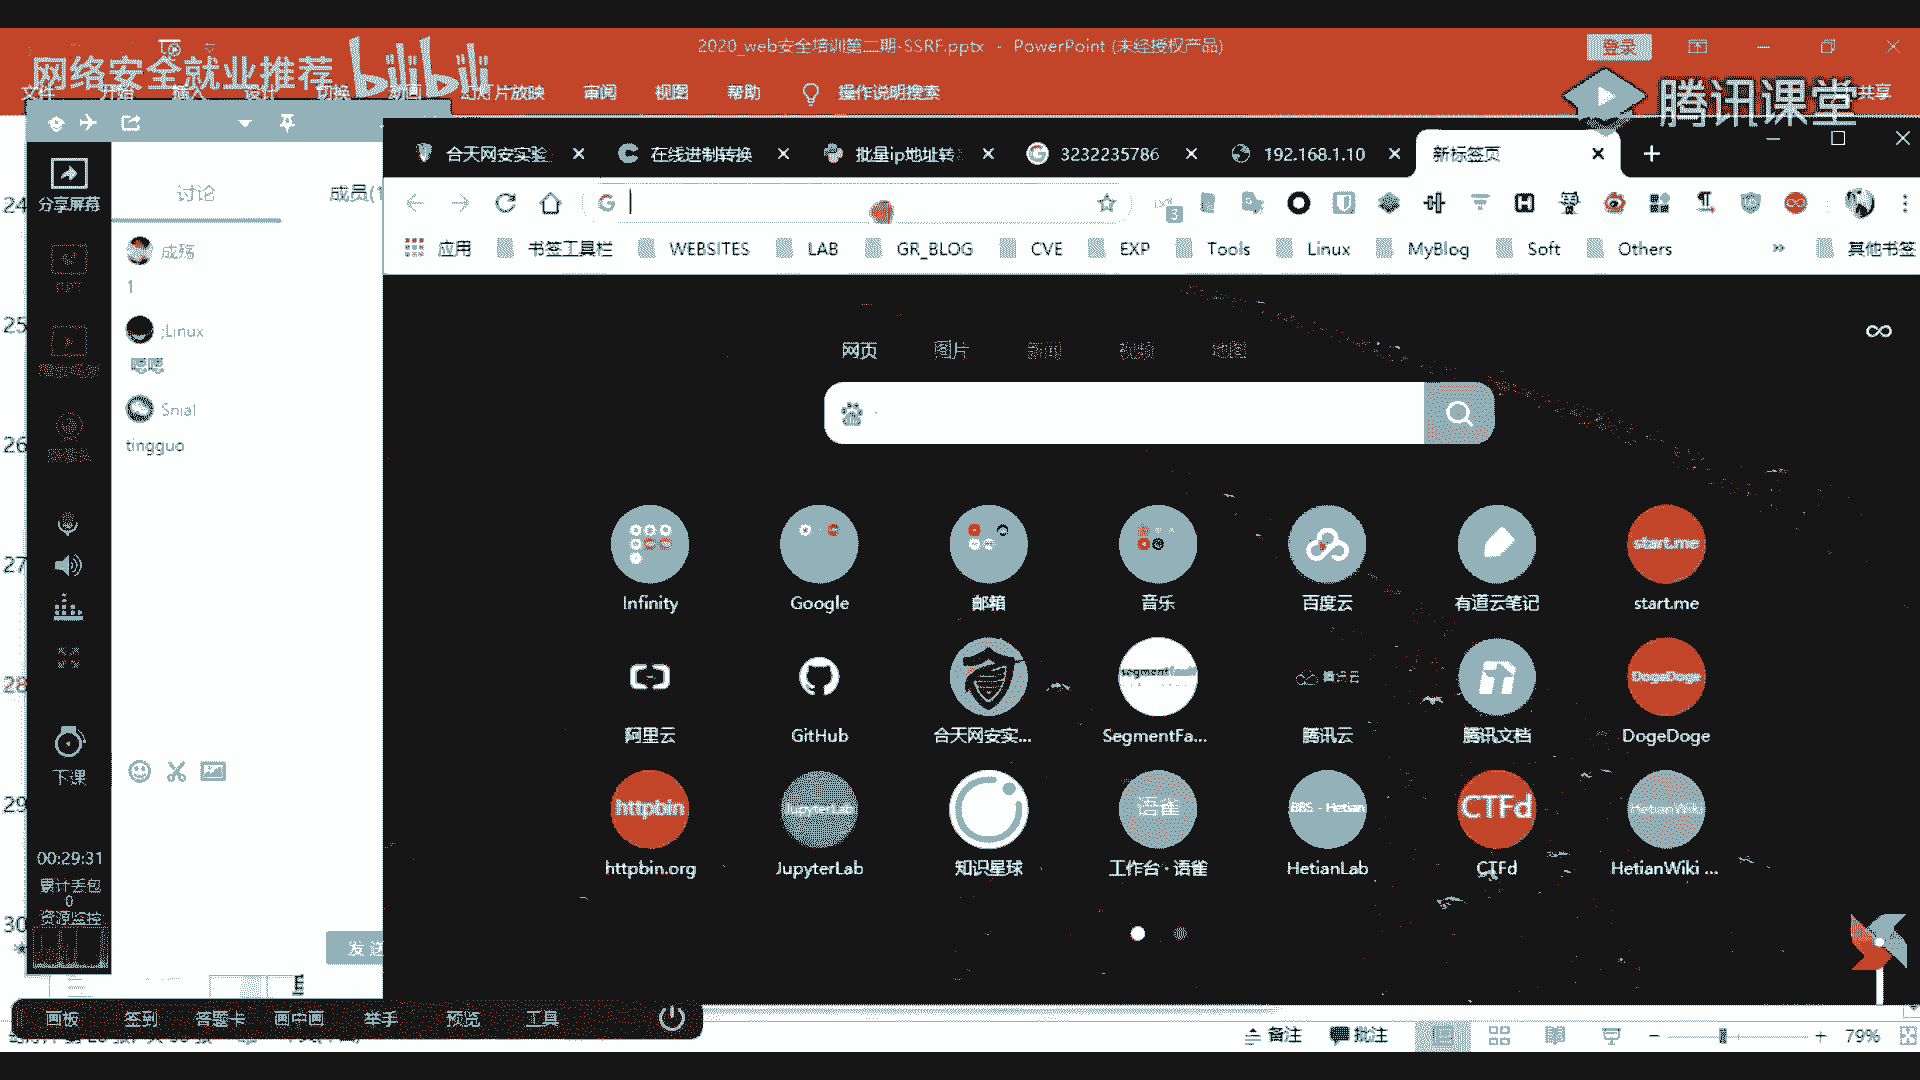 2020_web安全培训第二期-SSRF.pptx - PowerPoint (未经授权产品)
登录
网络安全就业推荐 bilibili
文件 开始 插入 设计 切换 动画 幻灯片放映 审阅 视图 帮助 操作说明搜索 共享
腾讯课堂
合天网安实验 在线进制转换 批量ip地址转 3232235786 192.168.1.10 新标签页
应用 书签工具栏 WEBSITES LAB GR_BLOG CVE EXP Tools Linux MyBlog Soft Others 其他书签
分享屏幕
讨论
成员(1
成殇
1
;Linux
嗯嗯
Snial
tingguo
24
25
26
27
28
29
30
下课
00:29:31
累计丢包
0
资源监控
发送
网页 图片 新闻 视频 地图
Infinity Google 邮箱 音乐 百度云 有道云笔记 start.me
start.me
segmentfault
腾讯云
DogeDoge
阿里云 GitHub 合天网安实... SegmentFa... 腾讯云 腾讯文档 DogeDoge
httpbin
JupyterLab
语雀
BBS - Hetian
CTFd
HetianWiki
httpbin.org JupyterLab 知识星球 工作台 · 语雀 HetianLab CTFd HetianWiki ...
画板 签到 答题卡 画中画 举手 预览 工具
备注 批注 79%